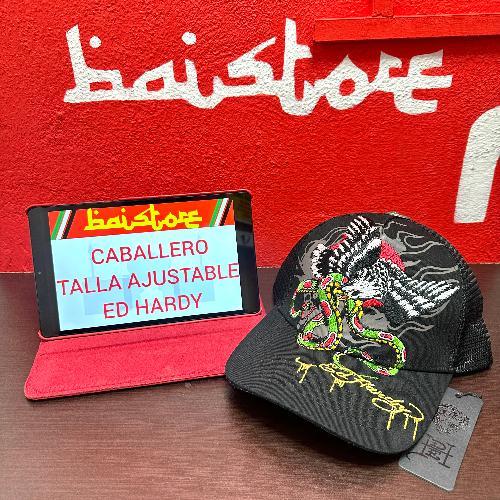 baistore
baistore
CABALLERO
TALLA AJUSTABLE
ED HARDY
Ed Hardy